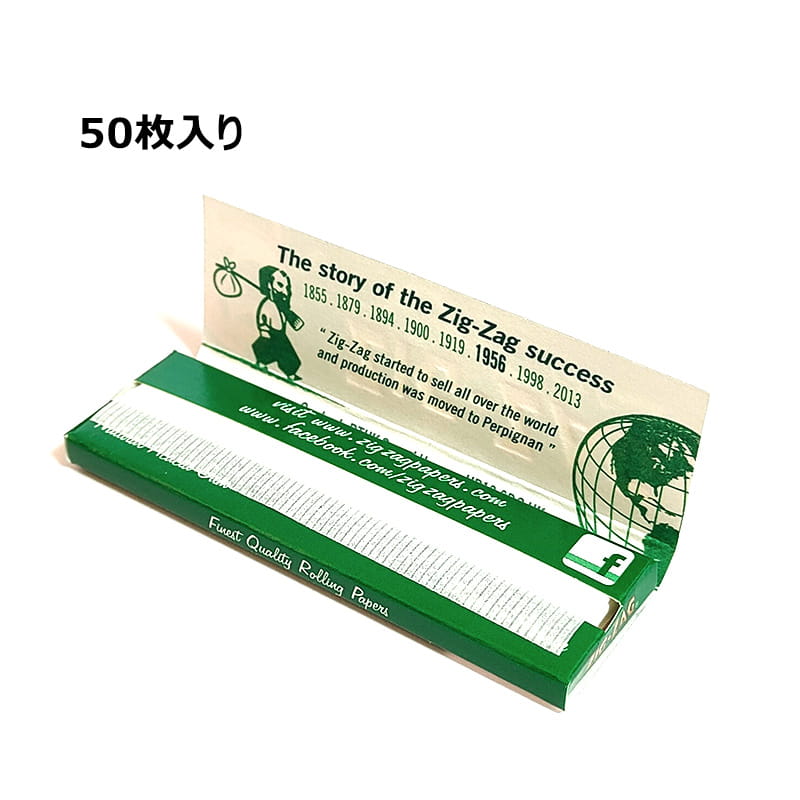 50枚入り
The story of the Zig-Zag success
1855 . 1879 . 1894 . 1900 . 1919 . 1956 . 1998 . 2013
" Zig-Zag started to sell all over the world
and production was moved to Perpignan "
visit www.zigzagpapers.com
www.facebook.com/zigzagpapers
f
Finest Quality Rolling Papers
ZIG-ZAG